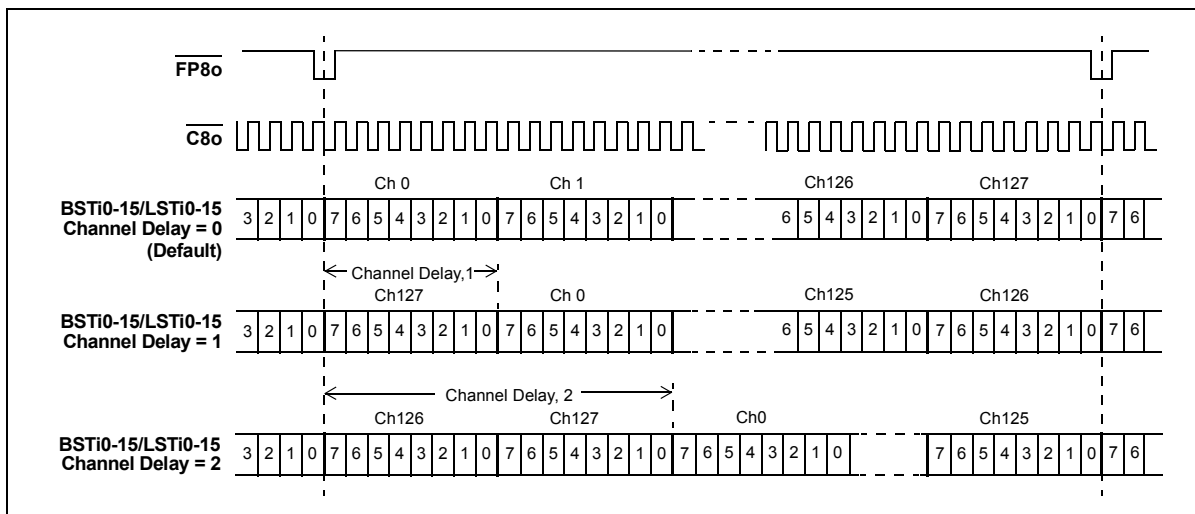 FP8o
C8o
Ch 0 Ch 1 Ch126 Ch127
BSTi0-15/LSTi0-15
Channel Delay = 0
(Default)
3 2 1 0 7 6 5 4 3 2 1 0 7 6 5 4 3 2 1 0 6 5 4 3 2 1 0 7 6 5 4 3 2 1 0 7 6
Channel Delay,1
Ch127 Ch 0 Ch125 Ch126
BSTi0-15/LSTi0-15
Channel Delay = 1
3 2 1 0 7 6 5 4 3 2 1 0 7 6 5 4 3 2 1 0 6 5 4 3 2 1 0 7 6 5 4 3 2 1 0 7 6
Channel Delay, 2
Ch126 Ch127 Ch0 Ch125
BSTi0-15/LSTi0-15
Channel Delay = 2
3 2 1 0 7 6 5 4 3 2 1 0 7 6 5 4 3 2 1 0 7 6 5 4 3 2 1 0 7 6 5 4 3 2 1 0 7 6